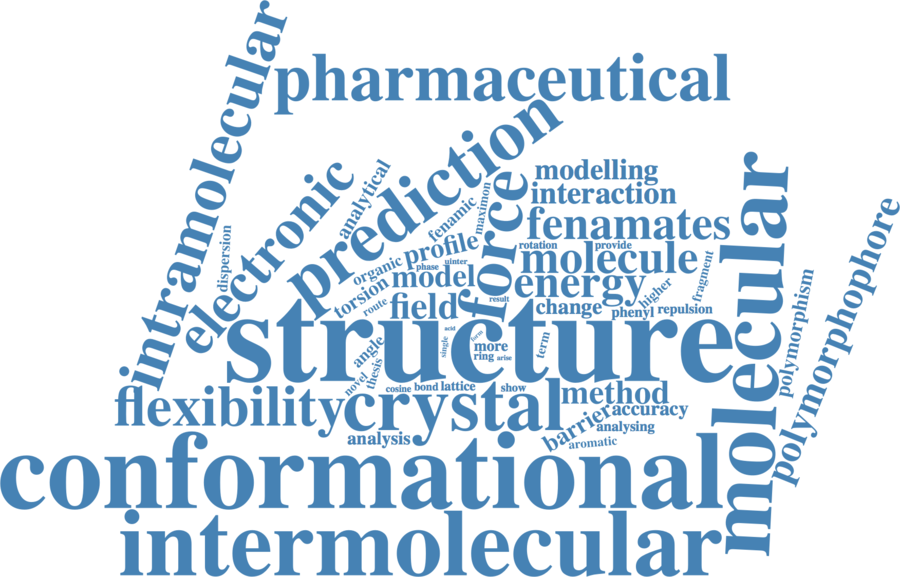 pharmaceutical
intramolecular
prediction
electronic
analytical
dispersion
modelling
interaction
fenamates
force
maximon
fenamic
profile
organic
phase
uinter
model
torsion
route
field
result
rotation
provide
molecule
energy
higher
fragment
change
phenyl
repulsion
structure
molecular
polymorphism
polymorphophore
angle
single
acid
form
more
ring
arise
term
novel
thesis
cosine
bond
lattice
show
method
flexibility
crystal
barrier
accuracy
analysing
aromatic
analysis
conformational
intermolecular